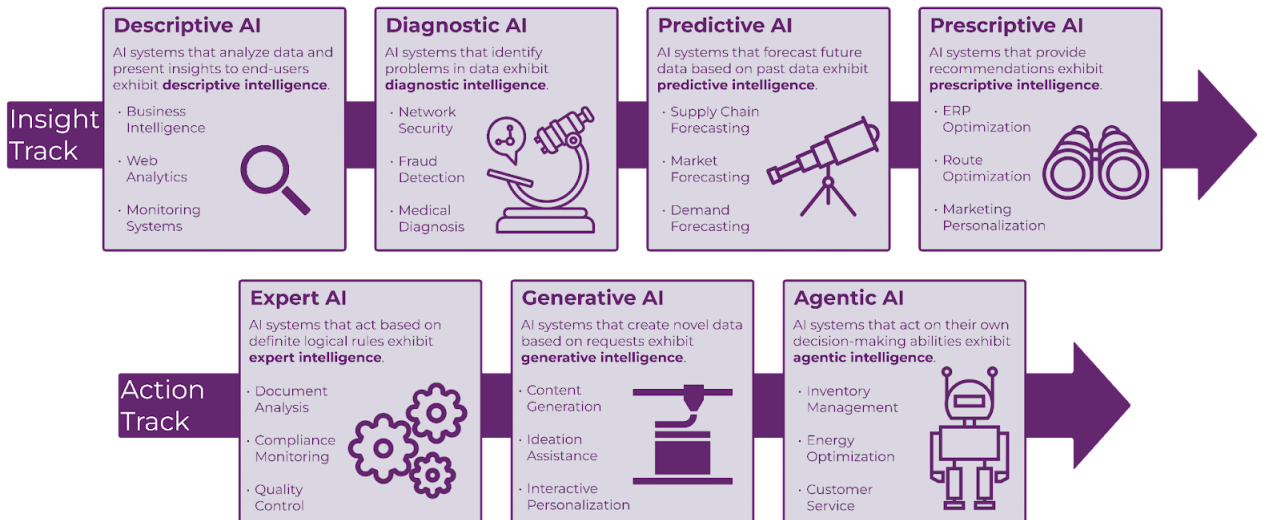 Insight
Track
Descriptive AI
AI systems that analyze data and
present insights to end-users
exhibit descriptive intelligence.
· Business
Intelligence
· Web
Analytics
· Monitoring
Systems
Diagnostic AI
AI systems that identify
problems in data exhibit
diagnostic intelligence.
· Network
Security
· Fraud
Detection
· Medical
Diagnosis
Predictive AI
AI systems that forecast future
data based on past data exhibit
predictive intelligence.
· Supply Chain
Forecasting
· Market
Forecasting
· Demand
Forecasting
Prescriptive AI
AI systems that provide
recommendations exhibit
prescriptive intelligence.
· ERP
Optimization
· Route
Optimization
· Marketing
Personalization
Action
Track
Expert AI
AI systems that act based on
definite logical rules exhibit
expert intelligence.
· Document
Analysis
· Compliance
Monitoring
· Quality
Control
Generative AI
AI systems that create novel data
based on requests exhibit
generative intelligence.
· Content
Generation
· Ideation
Assistance
· Interactive
Personalization
Agentic AI
AI systems that act on their own
decision-making abilities exhibit
agentic intelligence.
· Inventory
Management
· Energy
Optimization
· Customer
Service